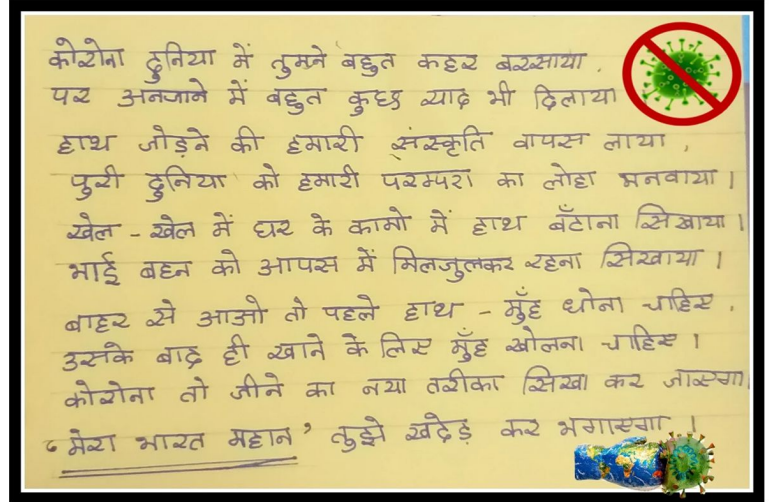 कोरोना दुनिया में तुमने बहुत कहर बरसाया,
पर अनजाने में बहुत कुछ याद भी दिलाया
हाथ जोड़ने की हमारी संस्कृति वापस लाया,
पुरी दुनिया को हमारी परम्परा का लोहा मनवाया।
खेल - खेल में घर के कामो में हाथ बँटाना सिखाया।
भाई बहन को आपस में मिलजुलकर रहना सिखाया।
बाहर से आओ तो पहले हाथ - मुँह धोना चाहिए,
उसके बाद ही खाने के लिए मुँह खोलना चाहिए।
कोरोना तो जीने का नया तरीका सिखा कर जाएगा,
'मेरा भारत महान' तुझे खदेड़ कर भगाएगा।